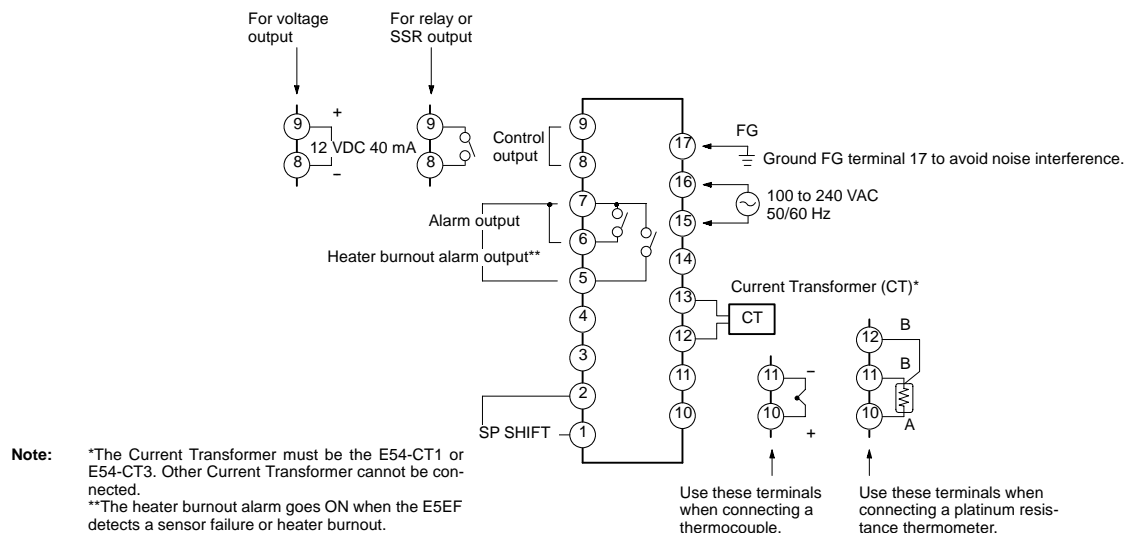 For voltage
output
For relay or
SSR output
9
+
12 VDC 40 mA
8
–
9
8
Control
output
9
8
7
Alarm output
6
Heater burnout alarm output**
5
4
3
2
SP SHIFT
1
17
FG
Ground FG terminal 17 to avoid noise interference.
16
100 to 240 VAC
50/60 Hz
15
14
Current Transformer (CT)*
13
CT
12
11
10
11
–
10
+
12
B
B
11
10
A
Use these terminals
when connecting a
thermocouple.
Use these terminals when
connecting a platinum resis-
tance thermometer.
Note: *The Current Transformer must be the E54-CT1 or
E54-CT3. Other Current Transformer cannot be con-
nected.
**The heater burnout alarm goes ON when the E5EF
detects a sensor failure or heater burnout.